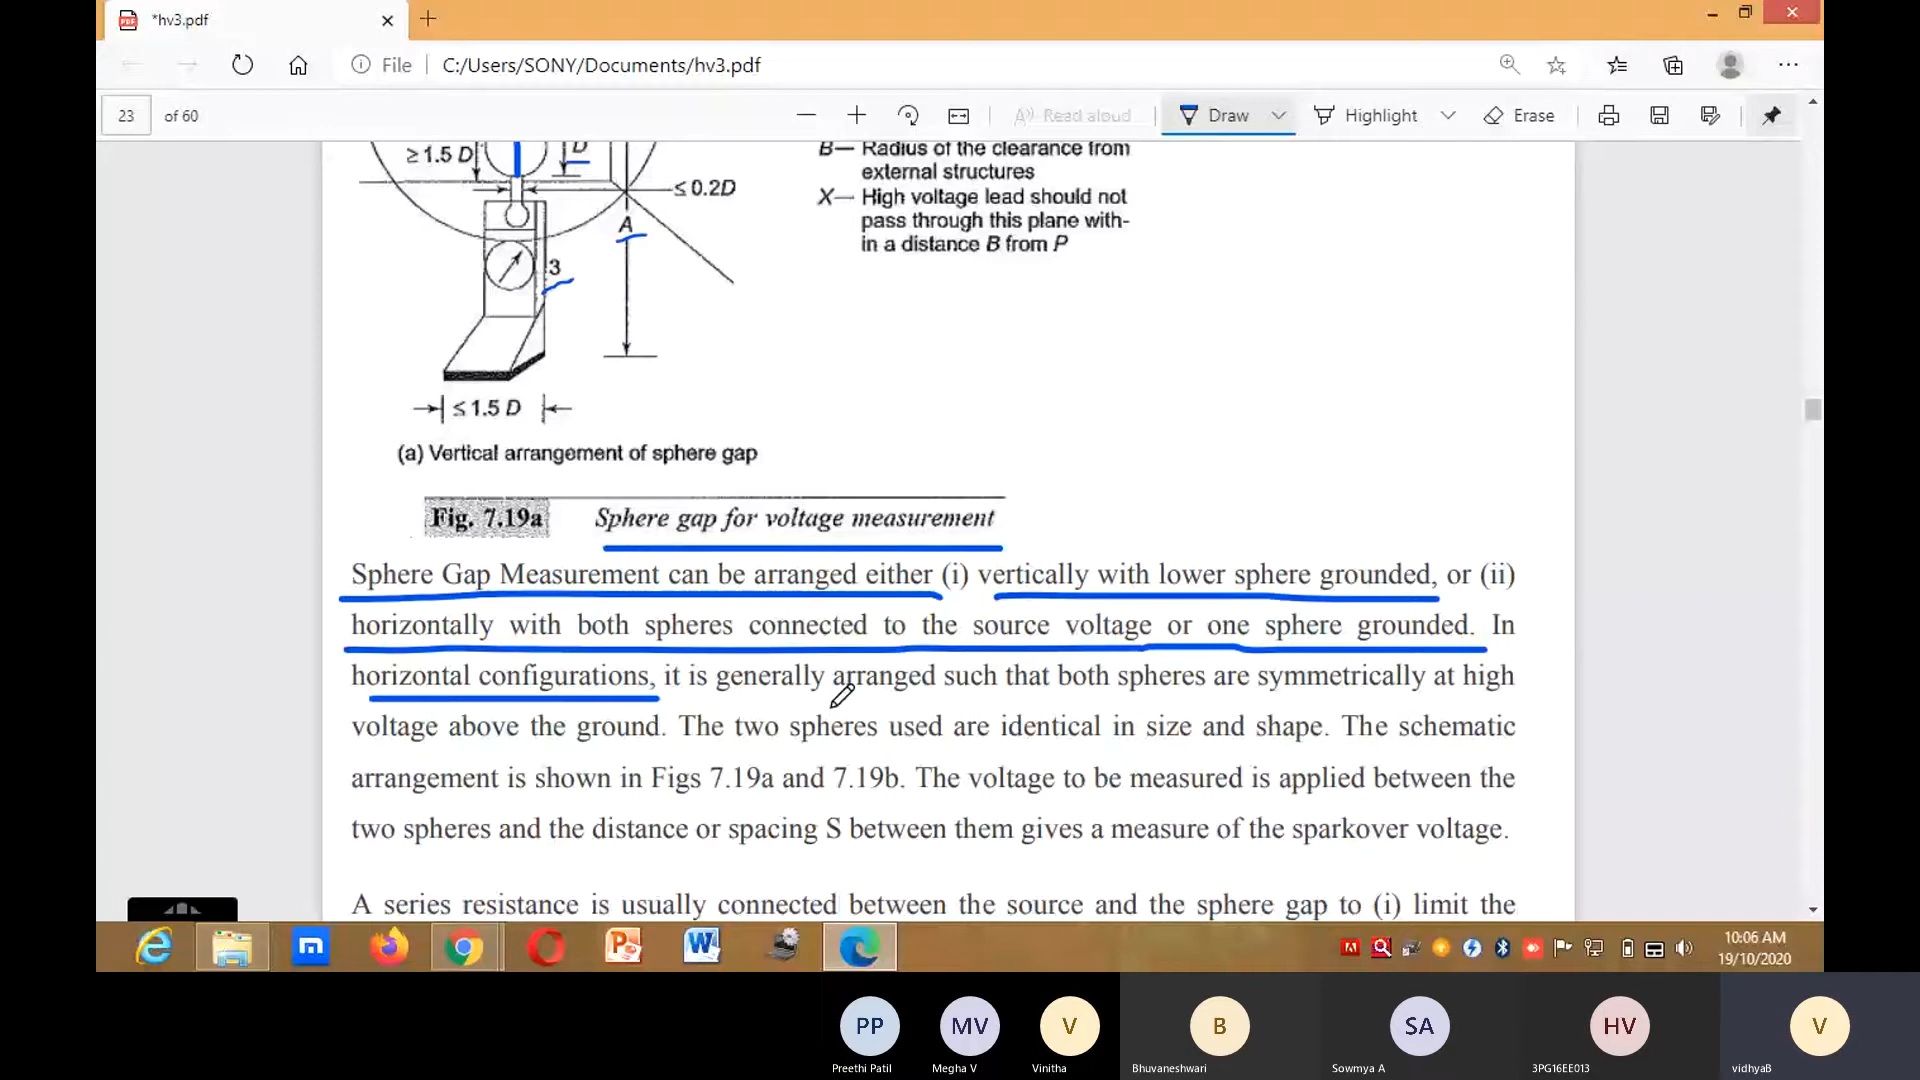 *hv3.pdf
File C:/Users/SONY/Documents/hv3.pdf
23 of 60 Read aloud Draw Highlight Erase
≥ 1.5 D
D
≤ 0.2D
A
3
B— Radius of the clearance from
external structures
X— High voltage lead should not
pass through this plane with-
in a distance B from P
≤ 1.5 D
(a) Vertical arrangement of sphere gap
Fig. 7.19a Sphere gap for voltage measurement
Sphere Gap Measurement can be arranged either (i) vertically with lower sphere grounded, or (ii)
horizontally with both spheres connected to the source voltage or one sphere grounded. In
horizontal configurations, it is generally arranged such that both spheres are symmetrically at high
voltage above the ground. The two spheres used are identical in size and shape. The schematic
arrangement is shown in Figs 7.19a and 7.19b. The voltage to be measured is applied between the
two spheres and the distance or spacing S between them gives a measure of the sparkover voltage.
A series resistance is usually connected between the source and the sphere gap to (i) limit the
10:06 AM
19/10/2020
PP MV V B SA HV V
Preethi Patil Megha V Vinitha Bhuvaneshwari Sowmya A 3PG16EE013 vidhyaB